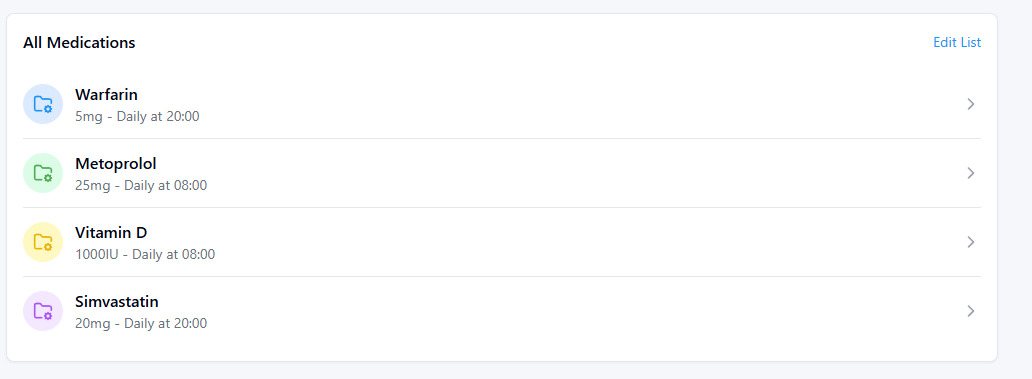 All Medications
Edit List
Warfarin
5mg - Daily at 20:00
Metoprolol
25mg - Daily at 08:00
Vitamin D
1000IU - Daily at 08:00
Simvastatin
20mg - Daily at 20:00